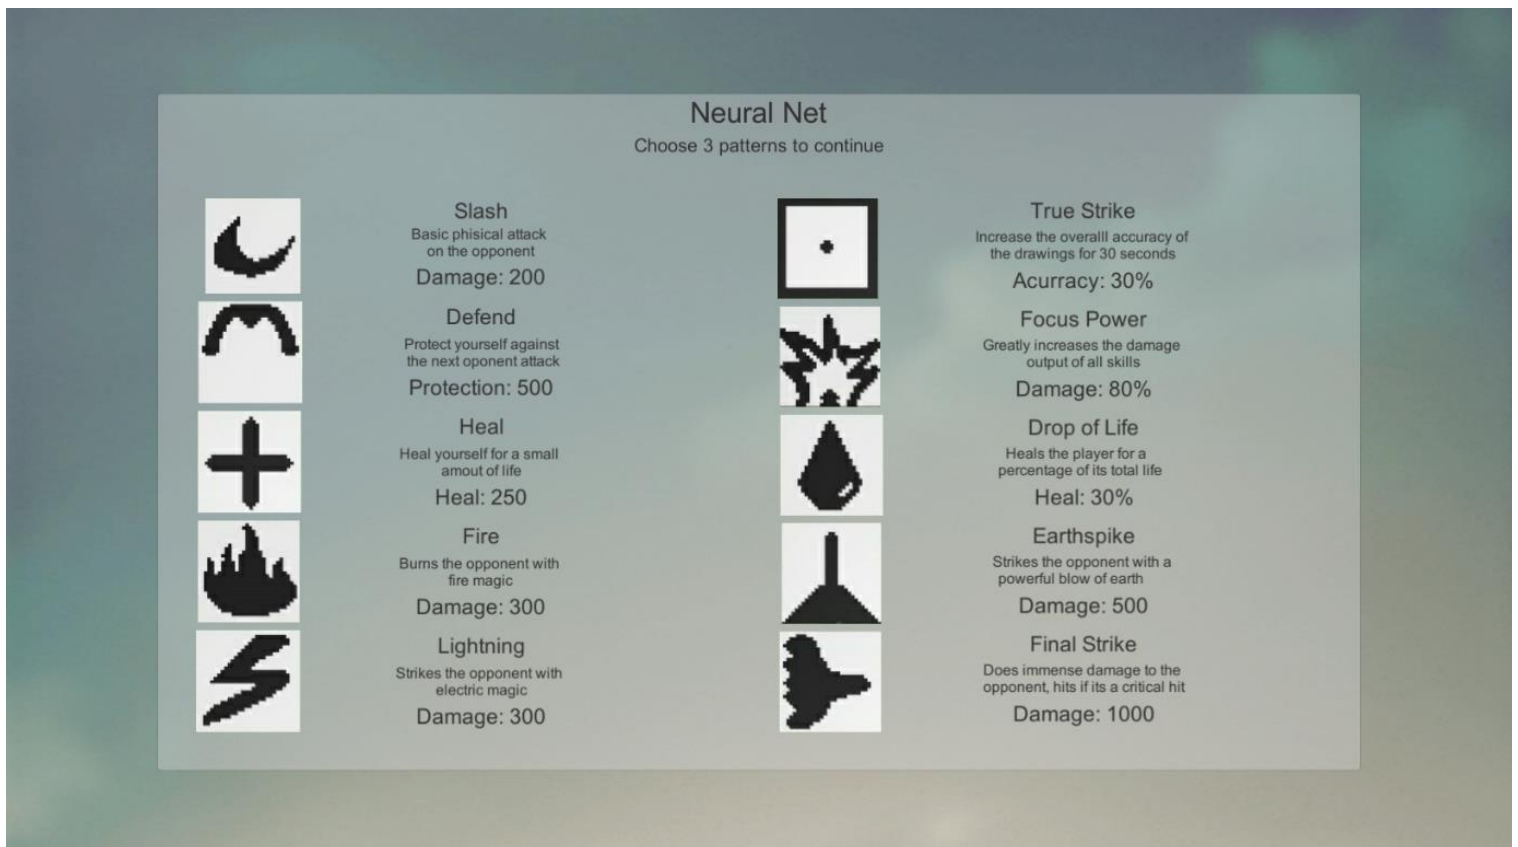 Neural Net
Choose 3 patterns to continue
Slash
Basic phisical attack
on the opponent
Damage: 200
Defend
Protect yourself against
the next oponent attack
Protection: 500
Heal
Heal yourself for a small
amout of life
Heal: 250
Fire
Burns the opponent with
fire magic
Damage: 300
Lightning
Strikes the opponent with
electric magic
Damage: 300
True Strike
Increase the overalll accuracy of
the drawings for 30 seconds
Acurracy: 30%
Focus Power
Greatly increases the damage
output of all skills
Damage: 80%
Drop of Life
Heals the player for a
percentage of its total life
Heal: 30%
Earthspike
Strikes the opponent with a
powerful blow of earth
Damage: 500
Final Strike
Does immense damage to the
opponent, hits if its a critical hit
Damage: 1000